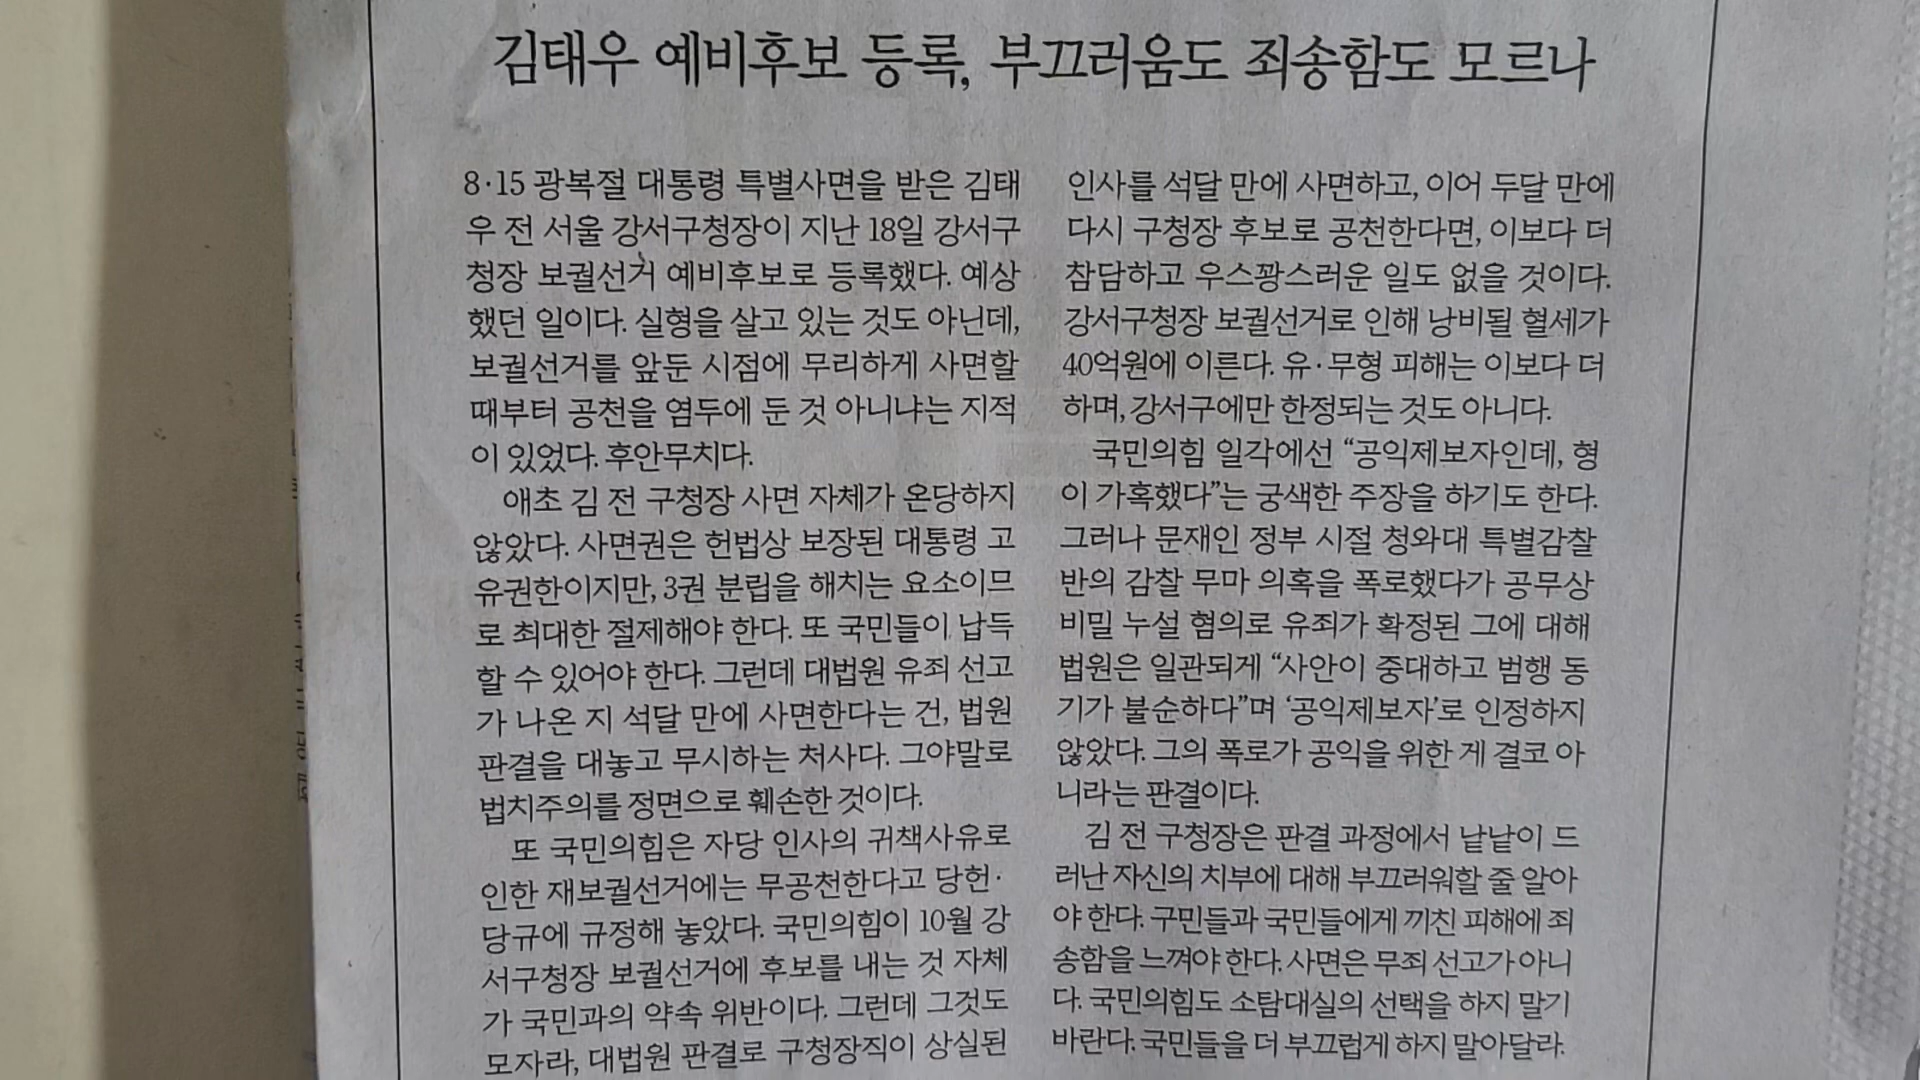 김태우 예비후보 등록, 부끄러움도 죄송함도 모르나
8·15 광복절 대통령 특별사면을 받은 김태
우 전 서울 강서구청장이 지난 18일 강서구
청장 보궐선거 예비후보로 등록했다. 예상
했던 일이다. 실형을 살고 있는 것도 아닌데,
보궐선거를 앞둔 시점에 무리하게 사면할
때부터 공천을 염두에 둔 것 아니냐는 지적
이 있었다. 후안무치다.
애초 김 전 구청장 사면 자체가 온당하지
않았다. 사면권은 헌법상 보장된 대통령 고
유권한이지만, 3권 분립을 해치는 요소이므
로 최대한 절제해야 한다. 또 국민들이 납득
할 수 있어야 한다. 그런데 대법원 유죄 선고
가 나온 지 석달 만에 사면한다는 건, 법원
판결을 대놓고 무시하는 처사다. 그야말로
법치주의를 정면으로 훼손한 것이다.
또 국민의힘은 자당 인사의 귀책사유로
인한 재보궐선거에는 무공천한다고 당헌·
당규에 규정해 놓았다. 국민의힘이 10월 강
서구청장 보궐선거에 후보를 내는 것 자체
가 국민과의 약속 위반이다. 그런데 그것도
모자라, 대법원 판결로 구청장직이 상실된
인사를 석달 만에 사면하고, 이어 두달 만에
다시 구청장 후보로 공천한다면, 이보다 더
참담하고 우스꽝스러운 일도 없을 것이다.
강서구청장 보궐선거로 인해 낭비될 혈세가
40억원에 이른다. 유·무형 피해는 이보다 더
하며, 강서구에만 한정되는 것도 아니다.
국민의힘 일각에선 “공익제보자인데, 형
이 가혹했다”는 궁색한 주장을 하기도 한다.
그러나 문재인 정부 시절 청와대 특별감찰
반의 감찰 무마 의혹을 폭로했다가 공무상
비밀 누설 혐의로 유죄가 확정된 그에 대해
법원은 일관되게 “사안이 중대하고 범행 동
기가 불순하다”며 ‘공익제보자’로 인정하지
않았다. 그의 폭로가 공익을 위한 게 결코 아
니라는 판결이다.
김 전 구청장은 판결 과정에서 낱낱이 드
러난 자신의 치부에 대해 부끄러워할 줄 알아
야 한다. 구민들과 국민들에게 끼친 피해에 죄
송함을 느껴야 한다. 사면은 무죄 선고가 아니
다. 국민의힘도 소탐대실의 선택을 하지 말기
바란다. 국민들을 더 부끄럽게 하지 말아달라.